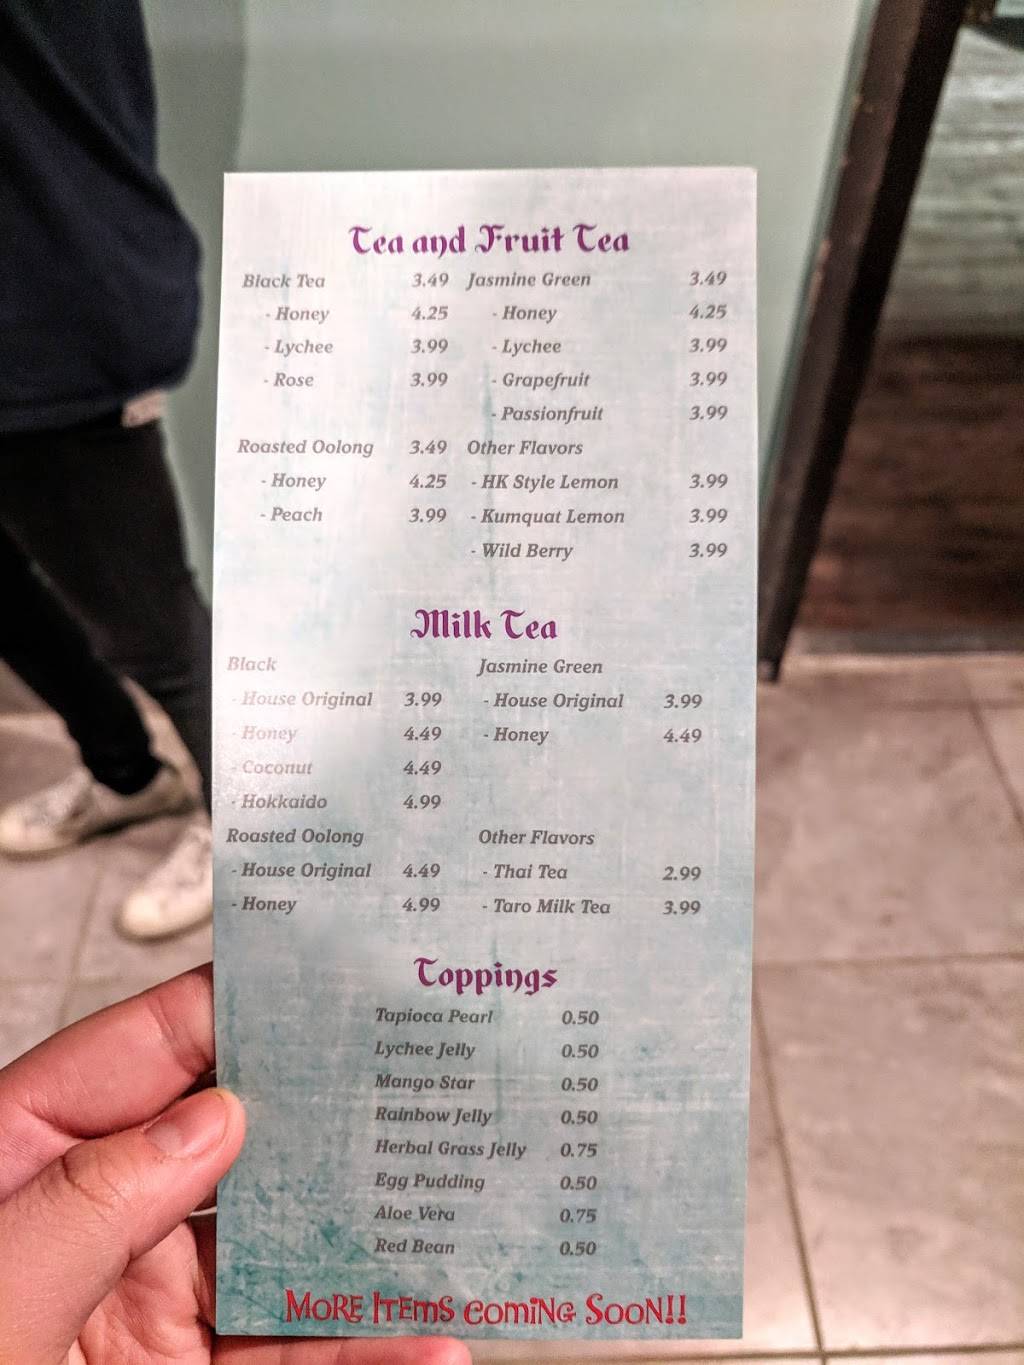 Tea and Fruit Tea
Black Tea 3.49 Jasmine Green 3.49
- Honey 4.25 - Honey 4.25
- Lychee 3.99 - Lychee 3.99
- Rose 3.99 - Grapefruit 3.99
- Passionfruit 3.99
Roasted Oolong 3.49 Other Flavors
- Honey 4.25 - HK Style Lemon 3.99
- Peach 3.99 - Kumquat Lemon 3.99
- Wild Berry 3.99
Milk Tea
Black Jasmine Green
- House Original 3.99 - House Original 3.99
- Honey 4.49 - Honey 4.49
- Coconut 4.49
- Hokkaido 4.99
Roasted Oolong Other Flavors
- House Original 4.49 - Thai Tea 2.99
- Honey 4.99 - Taro Milk Tea 3.99
Toppings
Tapioca Pearl 0.50
Lychee Jelly 0.50
Mango Star 0.50
Rainbow Jelly 0.50
Herbal Grass Jelly 0.75
Egg Pudding 0.50
Aloe Vera 0.75
Red Bean 0.50
MORE ITEMS COMING SOON!!